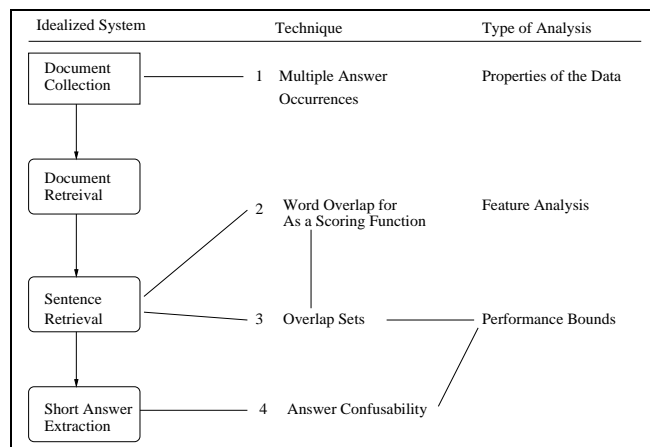 Idealized System Technique Type of Analysis
Document
Collection
1 Multiple Answer
Occurrences
Properties of the Data
Document
Retreival
2 Word Overlap for
As a Scoring Function
Feature Analysis
Sentence
Retrieval
3 Overlap Sets
Performance Bounds
Short Answer
Extraction
4 Answer Confusability